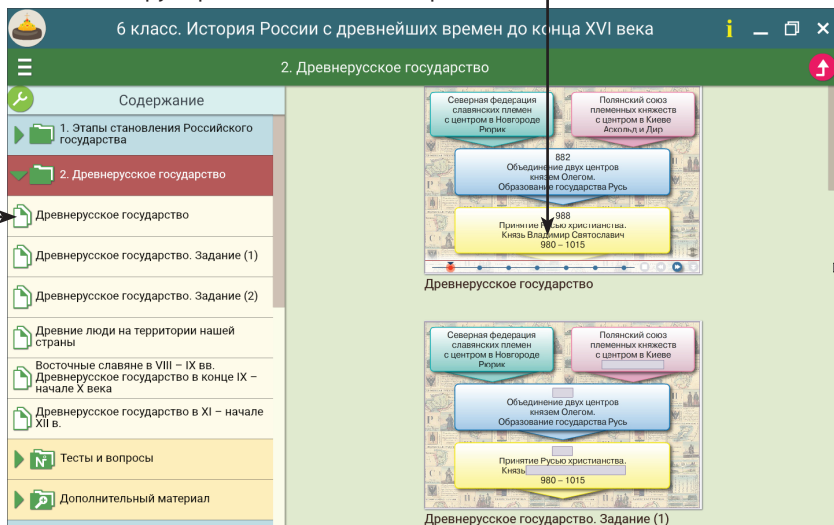 6 класс. История России с древнейших времен до конца XVI века
2. Древнерусское государство
Содержание
1. Этапы становления Российского
государства
2. Древнерусское государство
Древнерусское государство
Древнерусское государство. Задание (1)
Древнерусское государство. Задание (2)
Древние люди на территории нашей
страны
Восточные славяне в VIII – IX вв.
Древнерусское государство в конце IX –
начале X века
Древнерусское государство в XI – начале
XII в.
Тесты и вопросы
Дополнительный материал
Северная федерация
славянских племен
с центром в Новгороде
Рюрик
Полянский союз
племенных княжеств
с центром в Киеве
Аскольд и Дир
882
Объединение двух центров
князем Олегом.
Образование государства Русь
988
Принятие Русью христианства.
Князь Владимир Святославич
980 – 1015
Древнерусское государство
Северная федерация
славянских племен
с центром в Новгороде
Рюрик
Полянский союз
племенных княжеств
с центром в Киеве
Объединение двух центров
князем Олегом.
Образование государства Русь
Принятие Русью христианства.
Князь
980 – 1015
Древнерусское государство. Задание (1)